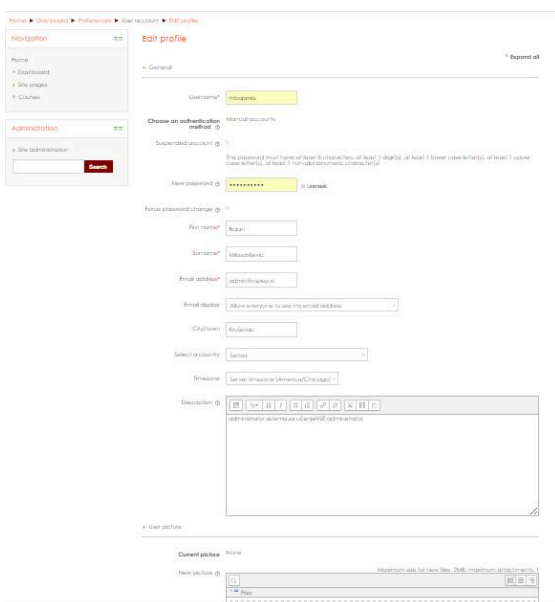 Home ► Dashboard ► Preferences ► User account ► Edit profile
Navigation
Home
Dashboard
Site pages
Courses
Administration
Site administration
Search
Edit profile
Expand all
General
Username*
Choose an authentication method
Manual accounts
Suspended account
The password must have at least 8 characters, at least 1 digit(s), at least 1 lower case letter(s), at least 1 upper
case letter(s), at least 1 non-alphanumeric character(s)
New password
••••••••••
Unmask
Force password change
First name*
Bojan
Surname*
Email address*
Email display
Allow everyone to see my email address
City/town
Kruševac
Select a country
Serbia
Timezone
Server timezone (America/Chicago)
Description
administrator sistema za učenje
User picture
Current picture
None
New picture
Maximum size for new files: 2MB, maximum attachments: 1
Files